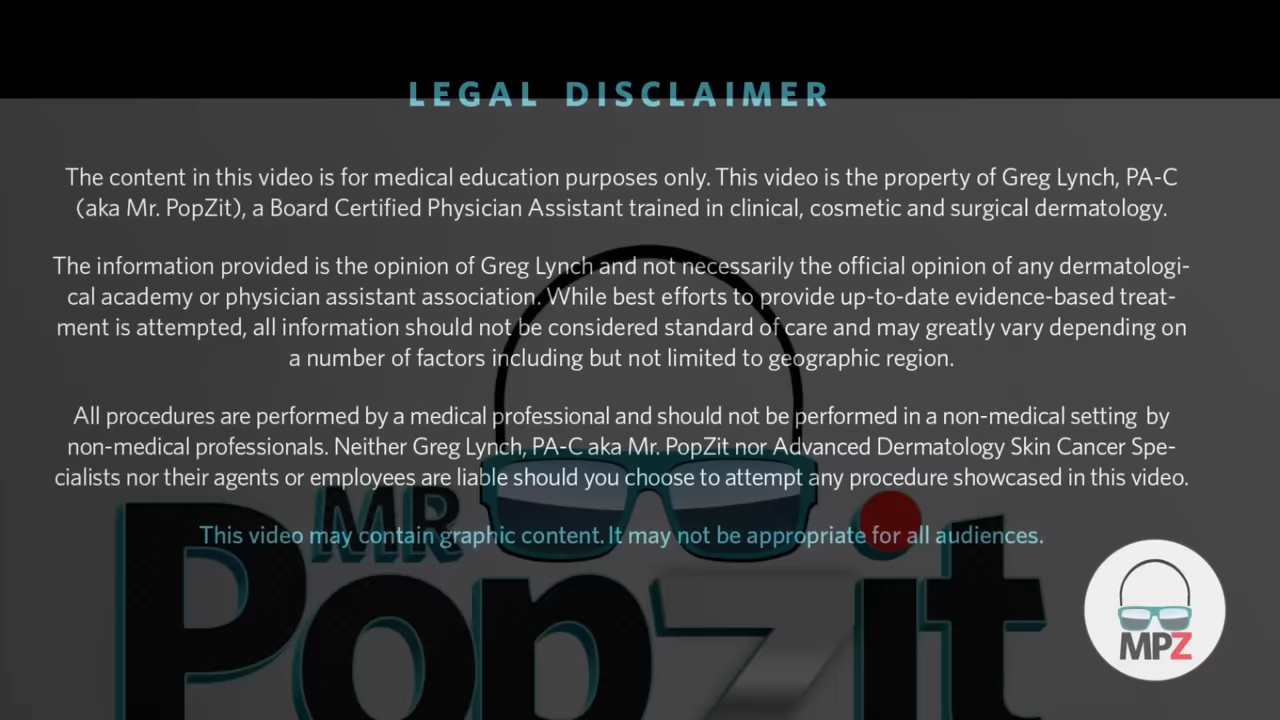 LEGAL DISCLAIMER
The content in this video is for medical education purposes only. This video is the property of Greg Lynch, PA-C
(aka Mr. PopZit), a Board Certified Physician Assistant trained in clinical, cosmetic and surgical dermatology.
The information provided is the opinion of Greg Lynch and not necessarily the official opinion of any dermatologi-
cal academy or physician assistant association. While best efforts to provide up-to-date evidence-based treat-
ment is attempted, all information should not be considered standard of care and may greatly vary depending on
a number of factors including but not limited to geographic region.
All procedures are performed by a medical professional and should not be performed in a non-medical setting by
non-medical professionals. Neither Greg Lynch, PA-C aka Mr. PopZit nor Advanced Dermatology Skin Cancer Spe-
cialists nor their agents or employees are liable should you choose to attempt any procedure showcased in this video.
This video may contain graphic content. It may not be appropriate for all audiences.
MR
PopZit
MPZ